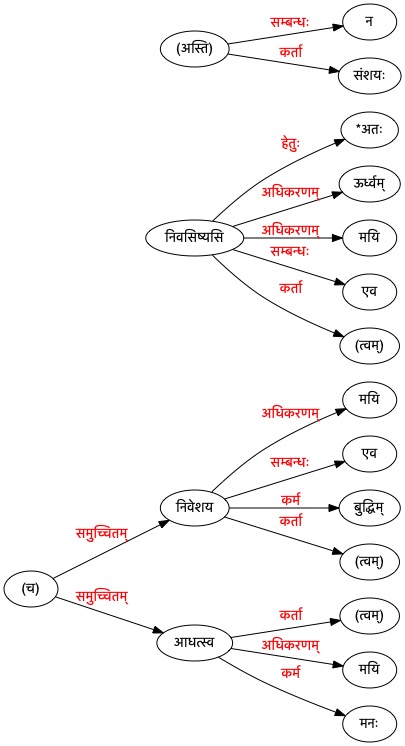 न
सम्बन्धः
(अस्ति)
कर्ता
संशयः
*अतः
हेतुः
ऊर्ध्वम्
अधिकरणम्
निवसिष्यसि
अधिकरणम्
मयि
सम्बन्धः
एव
कर्ता
(त्वम्)
मयि
अधिकरणम्
एव
सम्बन्धः
निवेशय
कर्म
बुद्धिम्
कर्ता
समुच्चितम्
(त्वम्)
(च)
समुच्चितम्
कर्ता
(त्वम्)
आधत्स्व
अधिकरणम्
मयि
कर्म
मनः